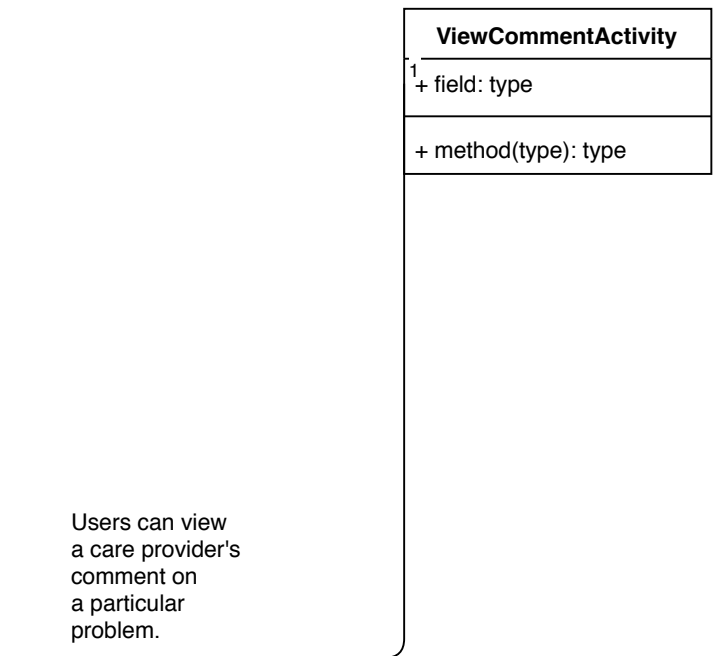 ViewCommentActivity
1
+ field: type
+ method(type): type
Users can view
a care provider's
comment on
a particular
problem.